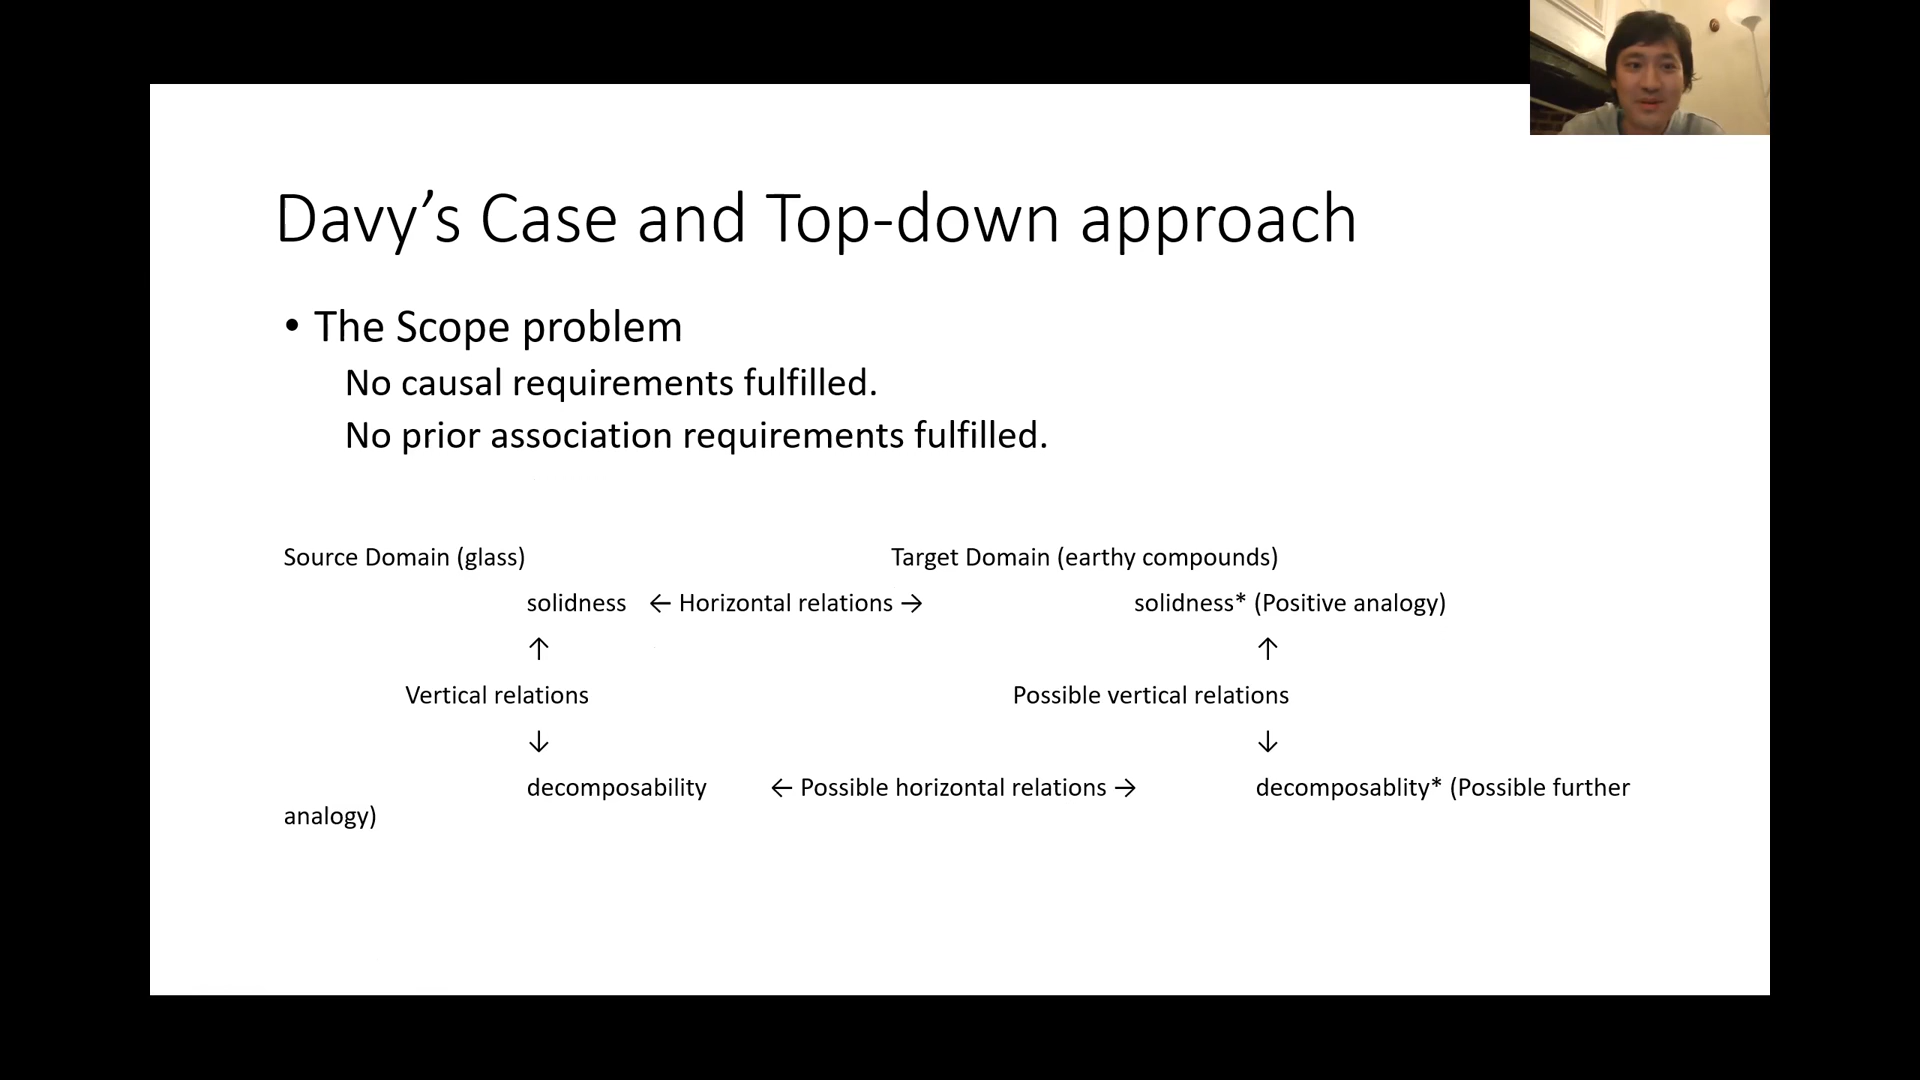 Davy’s Case and Top-down approach
• The Scope problem
No causal requirements fulfilled.
No prior association requirements fulfilled.
Source Domain (glass) Target Domain (earthy compounds)
solidness ← Horizontal relations → solidness* (Positive analogy)
↑ ↑
Vertical relations Possible vertical relations
↓ ↓
decomposability ← Possible horizontal relations → decomposablity* (Possible further
analogy)